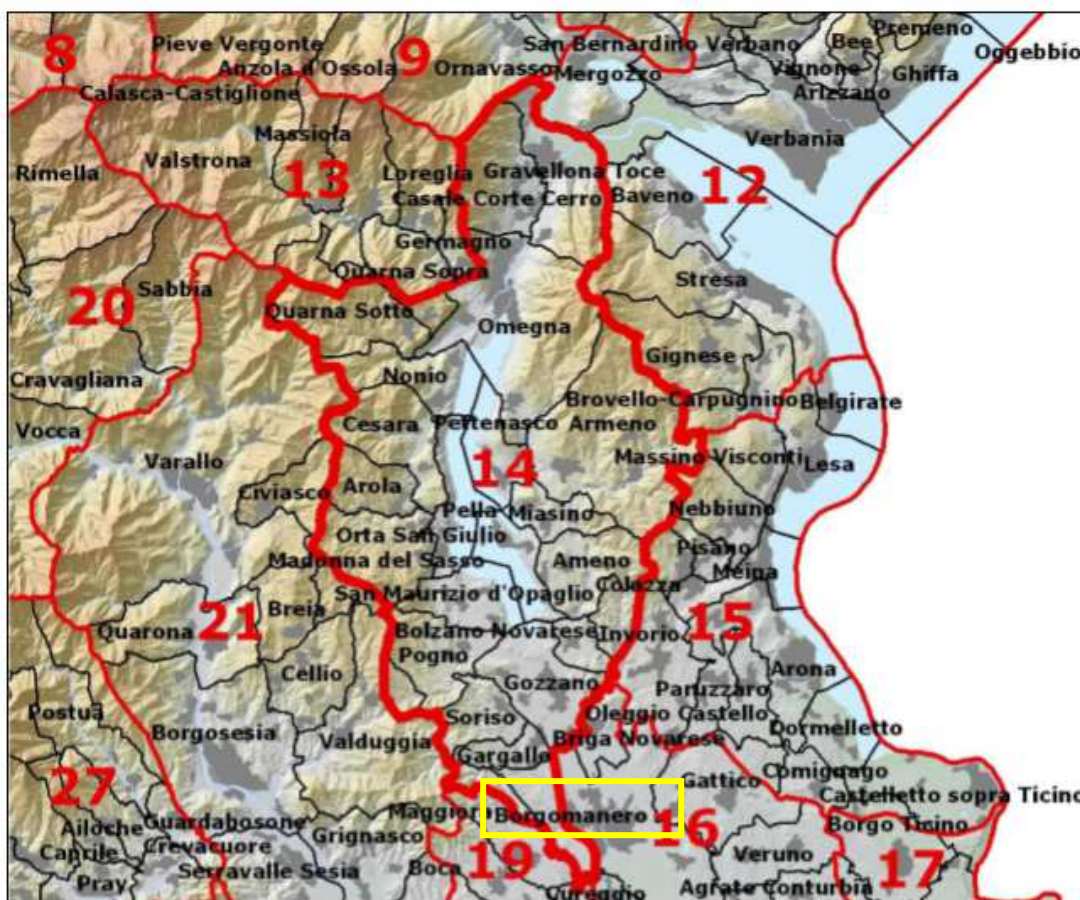 Premeno
8
Pieve Vergonte
9
San Bernardino Verbano
Bee
Oggebbio
Anzola d'Ossola
Ornavasso
Mergozzo
Vignone
Ghiffa
Calasca-Castiglione
Arizzano
Massiola
Verbania
Rimella
Valstrona
13
Loreglia
Gravellona Toce
12
Casale Corte Cerro
Baveno
Germagno
Quarna Sopra
Stresa
20
Sabbia
Quarna Sotto
Omegna
Gignese
Cravagliana
Nonio
Brovello-Carpugnino
Belgirate
Vocca
Cesara
Pettenasco
Armeno
Varallo
14
Massino Visconti
Lesa
Civiasco
Arola
Pella
Miasino
Nebbiuno
Orta San Giulio
Pisano
Madonna del Sasso
Ameno
Meina
San Maurizio d'Opaglio
Colazza
21
Breia
15
Quarona
Bolzano Novarese
Invorio
Pogno
Cellio
Gozzano
Arona
Paruzzaro
Postua
Soriso
Oleggio Castello
Dormelletto
Borgosesia
Valduggia
Gargallo
Briga Novarese
27
Gattico
Comignago
Castelletto sopra Ticino
Maggiora
Borgomanero
16
Ailoche
Guardabosone
Grignasco
Borgo Ticino
Caprile
Crevacuore
Veruno
19
17
Pray
Serravalle Sesia
Boca
Cureggio
Agrate Conturbia